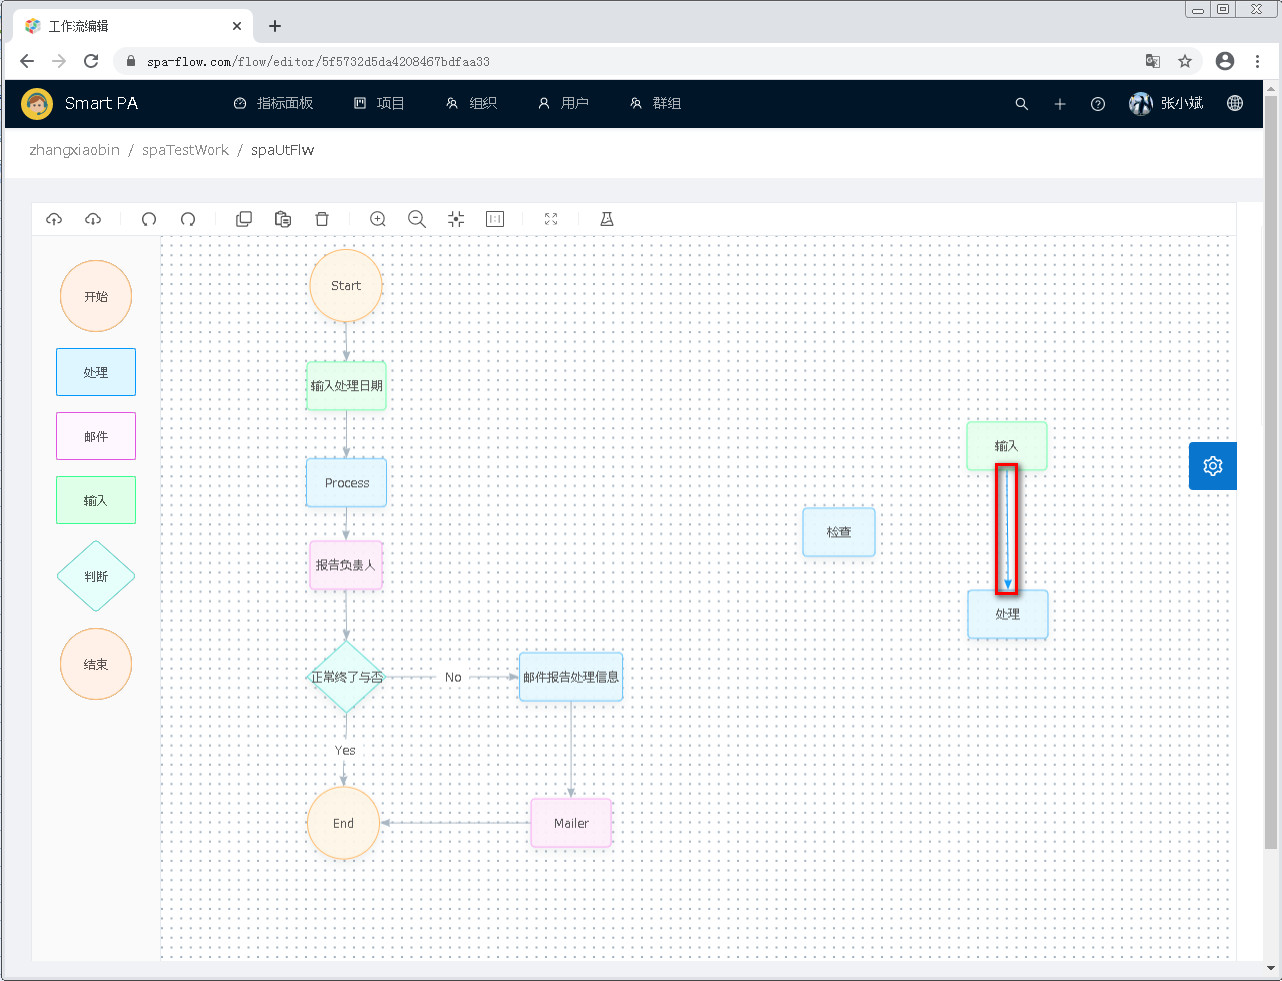 工作流编辑
spa-flow.com/flow/editor/5f5732d5da4208467bdfaa33
Smart PA
指标面板
项目
组织
用户
群组
张小斌
zhangxiaobin / spaTestWork / spaUtFlw
开始
处理
邮件
输入
判断
结束
Start
输入处理日期
Process
报告负责人
正常终了与否
No
邮件报告处理信息
Yes
End
Mailer
输入
检查
处理